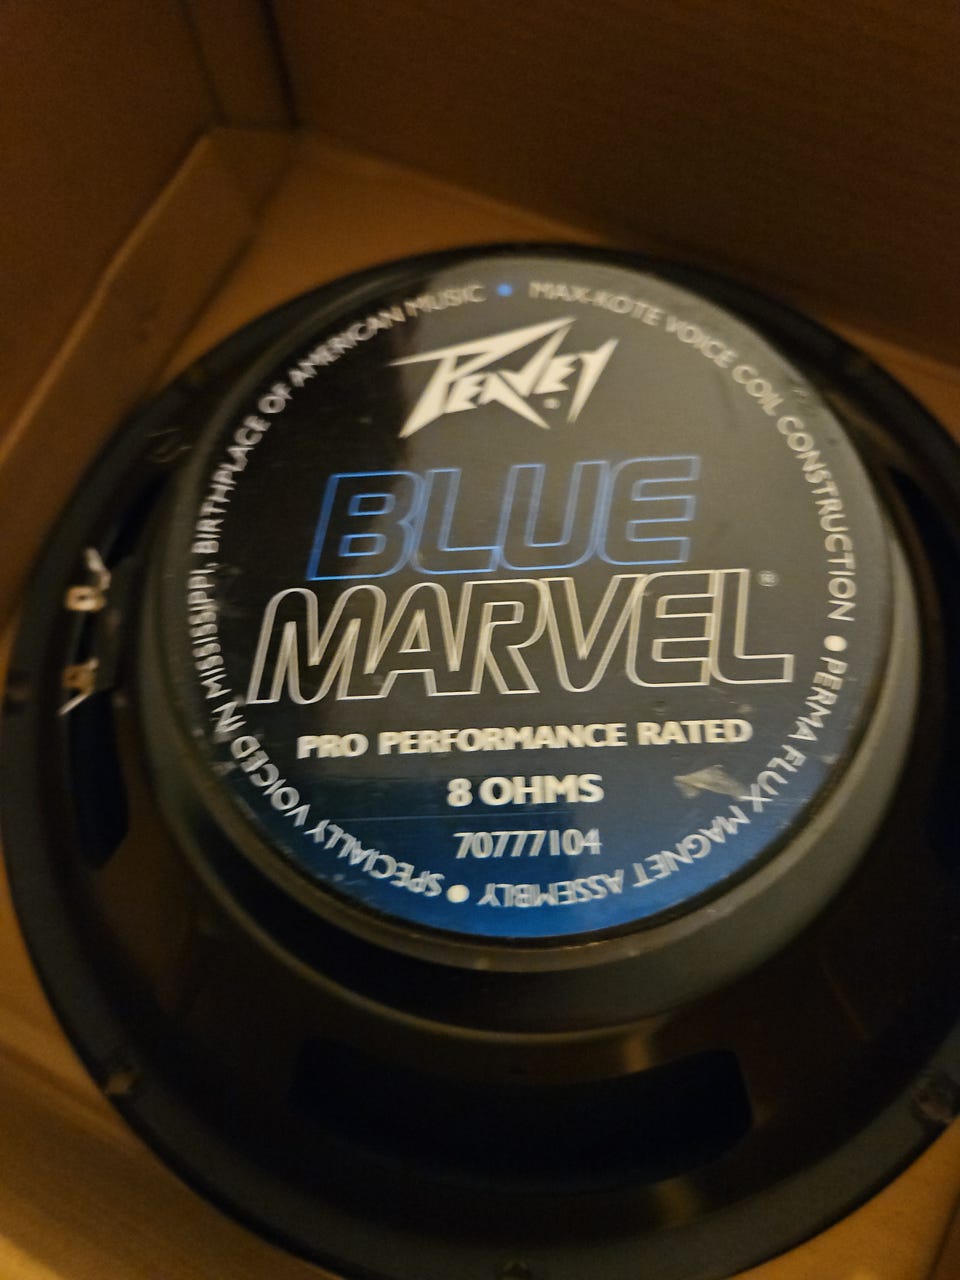 PEAVEY
BLUE
MARVEL®
PRO PERFORMANCE RATED
8 OHMS
70777104
SPECIALLY VOICED IN MISSISSIPPI, BIRTHPLACE OF AMERICAN MUSIC • MAX-KOTE VOICE COIL CONSTRUCTION • PERMA FLUX MAGNET ASSEMBLY •